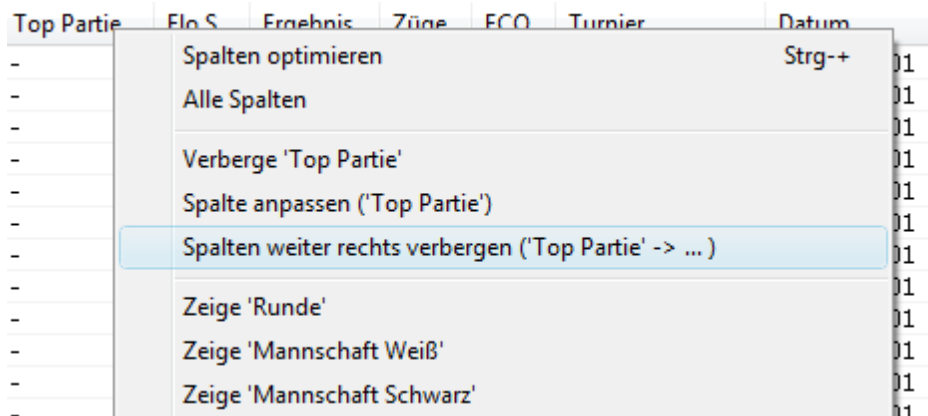 Top Partie Elo S Ergebnis Züge ECO Turnier Datum
Spalten optimieren Strg-+
Alle Spalten
Verberge 'Top Partie'
Spalte anpassen ('Top Partie')
Spalten weiter rechts verbergen ('Top Partie' -> ... )
Zeige 'Runde'
Zeige 'Mannschaft Weiß'
Zeige 'Mannschaft Schwarz'